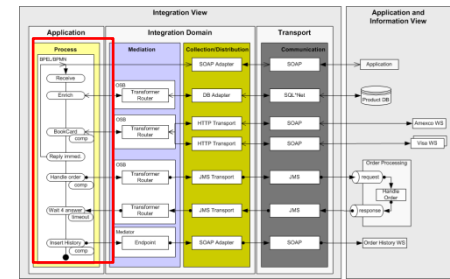 Integration View
Application and
Information View
Application
Integration Domain
Transport
Process
Mediation
Collection/Distribution
Communication
BPEL/BPMN
Receive
SOAP Adapter
SOAP
Application
OSB
Enrich
Transformer
Router
DB Adapter
SQL*Net
Product DB
OSB
HTTP Transport
SOAP
Amexco WS
BookCard
comp
Transformer
Router
HTTP Transport
SOAP
Visa WS
Reply immed.
OSB
Order Processing
Handle order
comp
Transformer
Router
JMS Transport
JMS
request
Handle
Order
Wait 4 answer
timeout
Transformer
Router
JMS Transport
JMS
response
Mediator
Insert History
comp
Endpoint
SOAP Adapter
SOAP
Order History WS